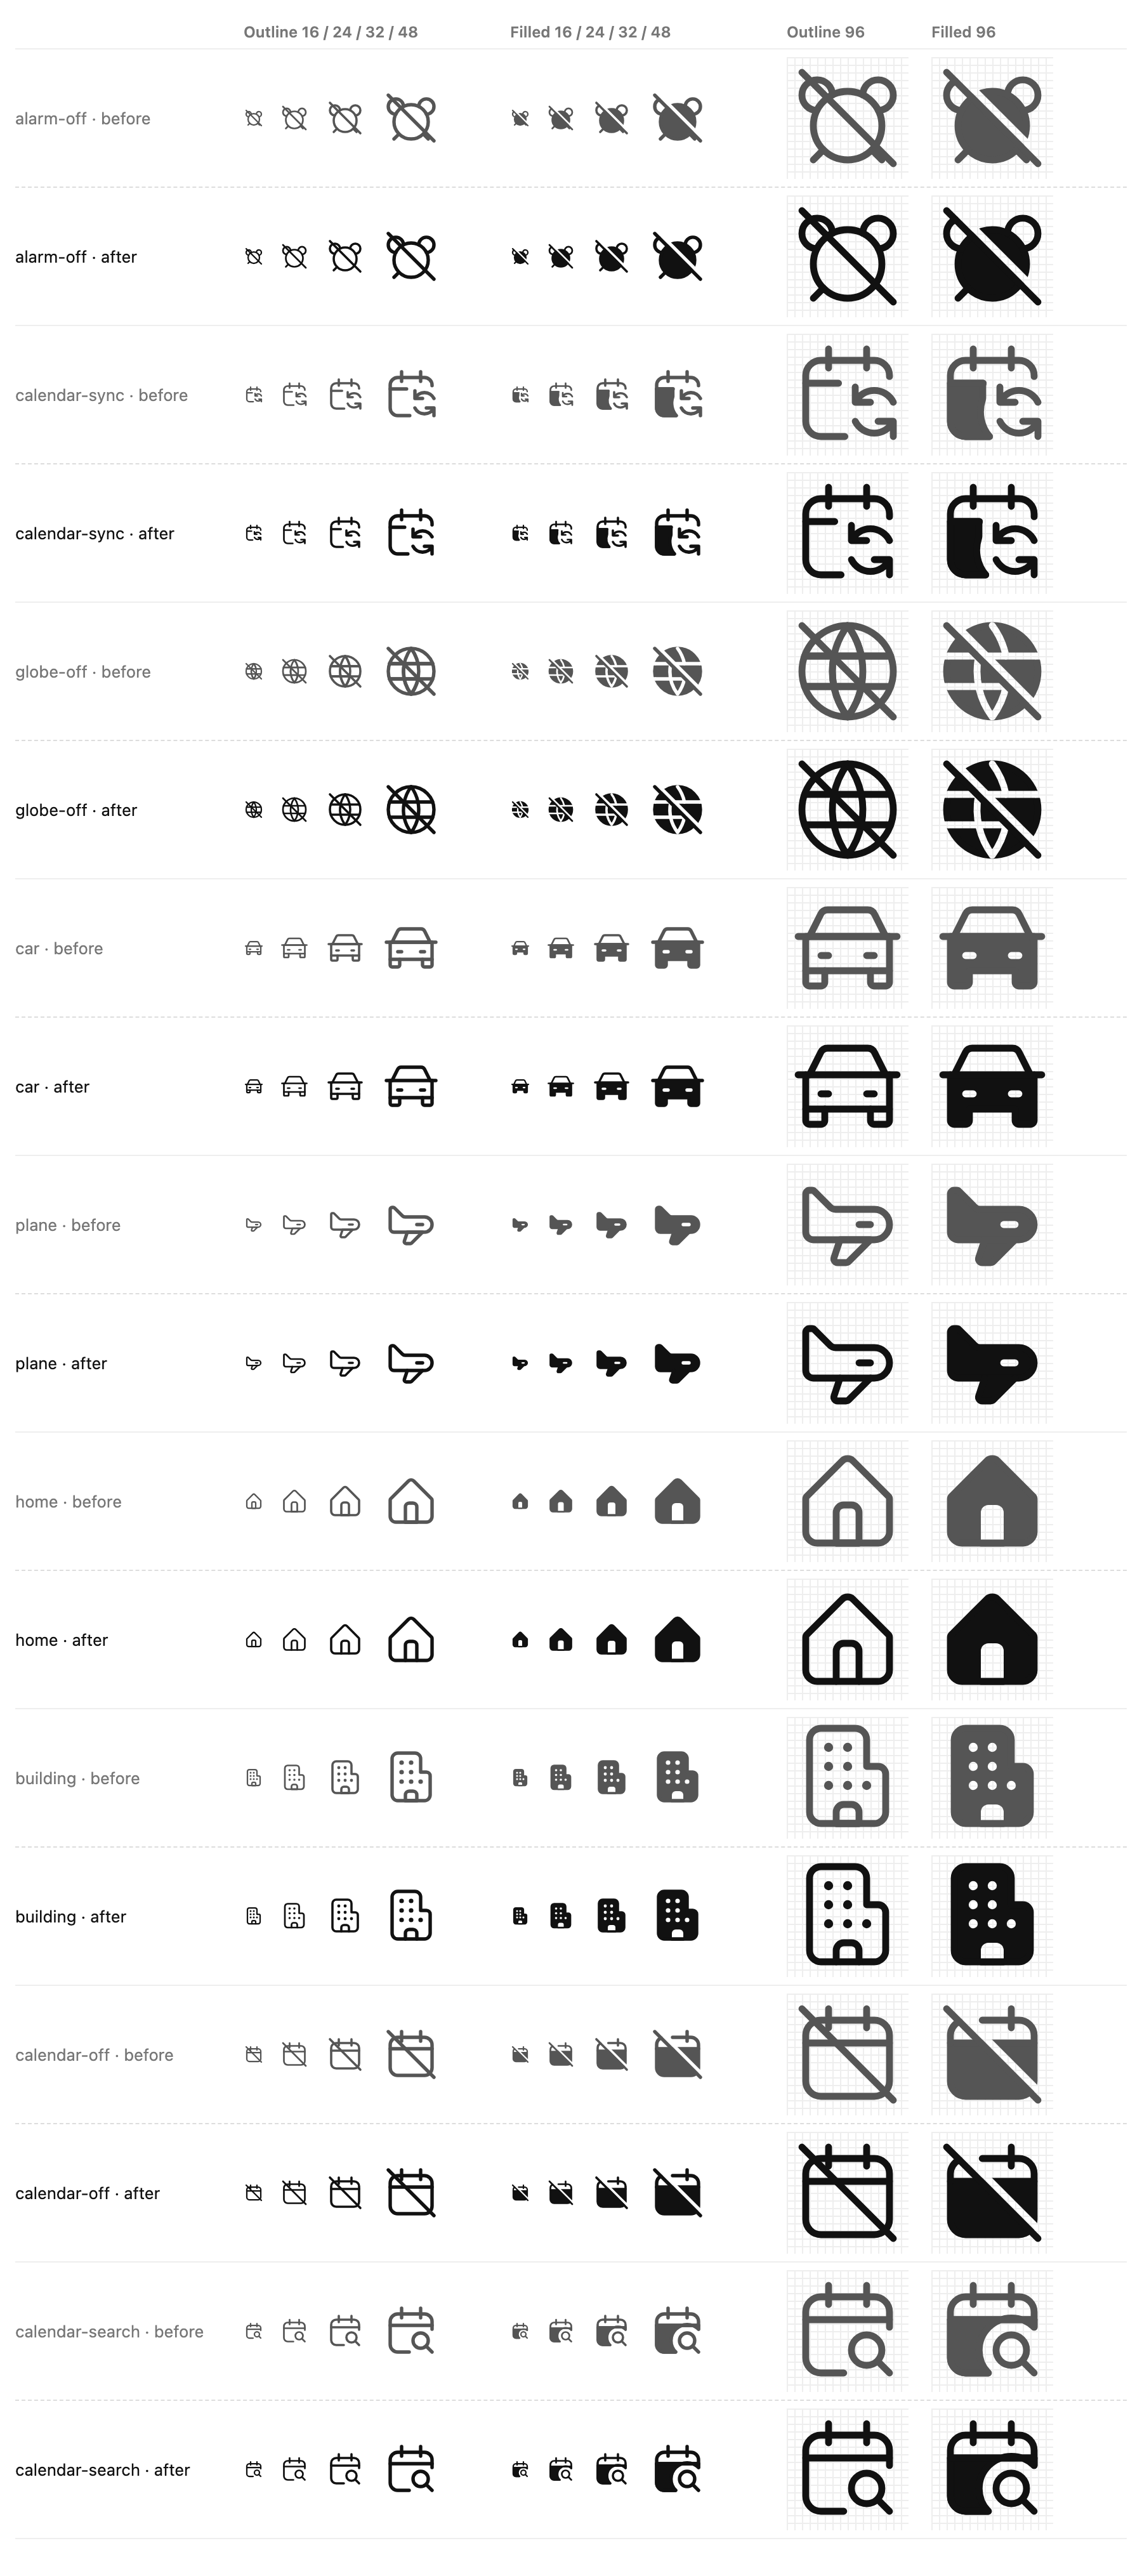 Outline 16 / 24 / 32 / 48 Filled 16 / 24 / 32 / 48 Outline 96 Filled 96
alarm-off · before
alarm-off · after
calendar-sync · before
calendar-sync · after
globe-off · before
globe-off · after
car · before
car · after
plane · before
plane · after
home · before
home · after
building · before
building · after
calendar-off · before
calendar-off · after
calendar-search · before
calendar-search · after